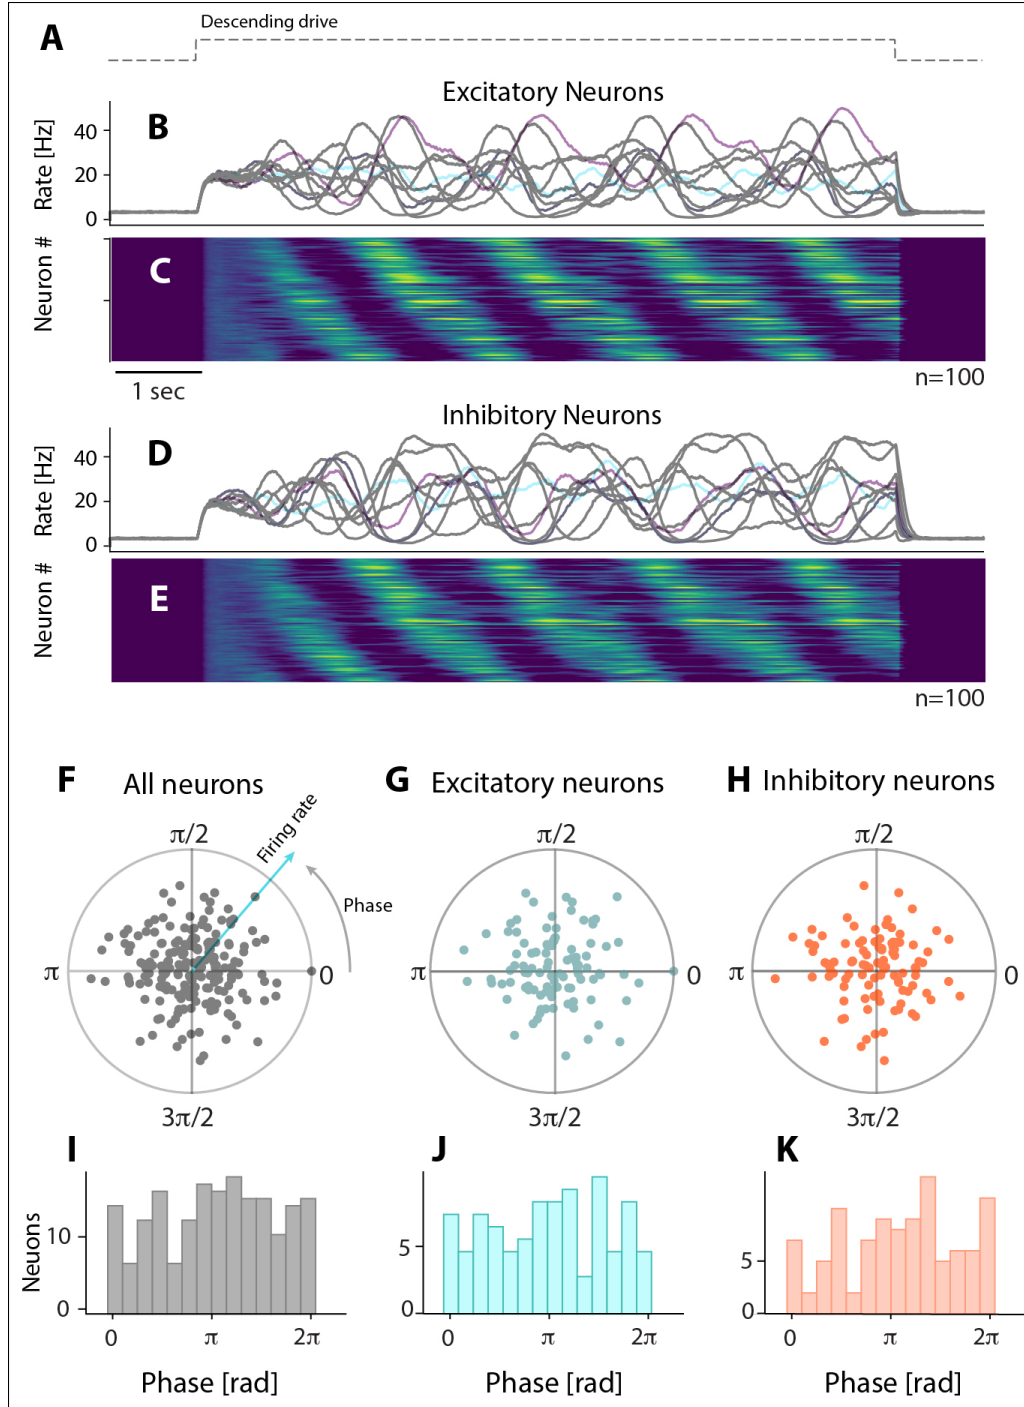 A
Descending drive
Excitatory Neurons
B
Rate [Hz]
40
20
0
C
Neuron #
1 sec
n=100
Inhibitory Neurons
D
Rate [Hz]
40
20
0
E
Neuron #
n=100
F
All neurons
Firing rate
Phase
π/2
π
0
3π/2
G
Excitatory neurons
π/2
π
0
3π/2
H
Inhibitory neurons
π/2
π
0
3π/2
I
Neuons
10
0
0
π
2π
Phase [rad]
J
5
0
0
π
2π
Phase [rad]
K
5
0
0
π
2π
Phase [rad]